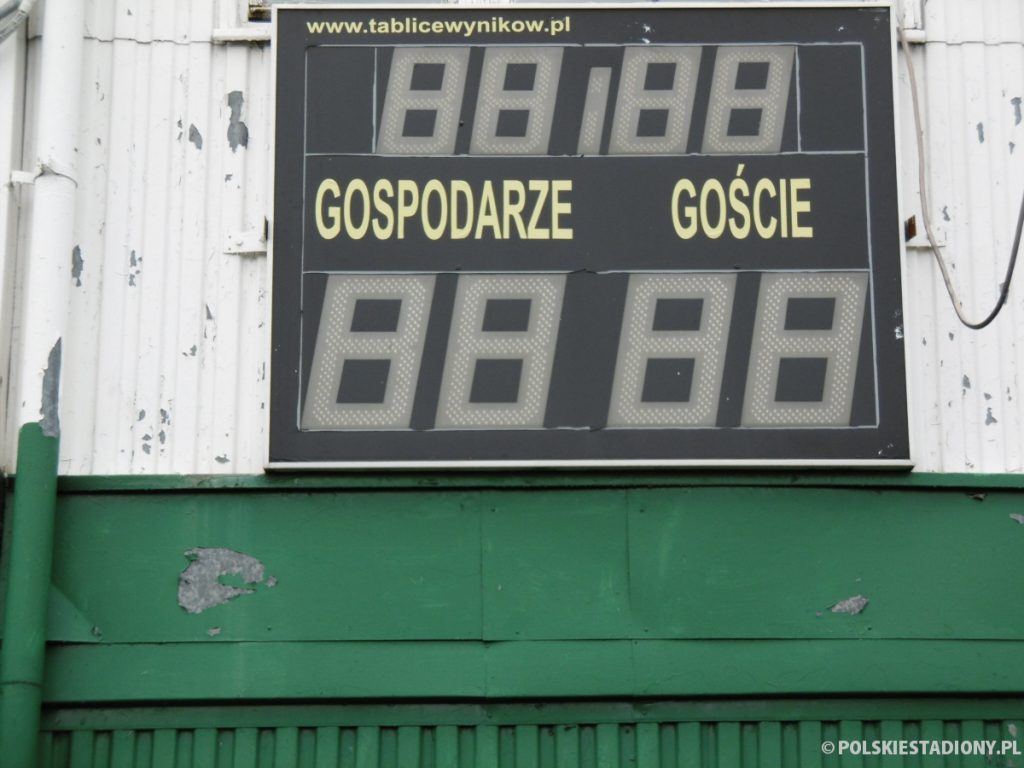 www.tablicewynikow.pl
GOSPODARZE GOŚCIE
© POLSKIESTADIONY.PL